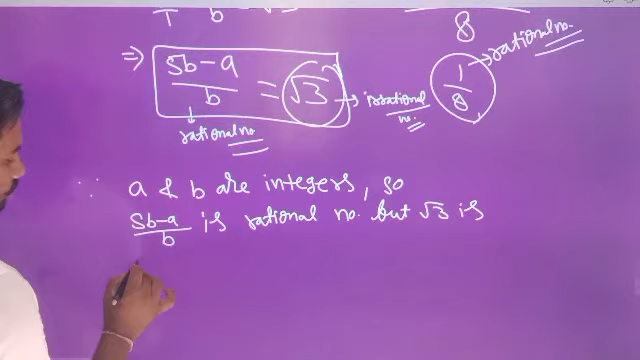 8
⇒ 5b-a/b = √3 → irrational no. 1/8 → rational no.
rational no.
∵ a & b are integers, so
5b-a/b is rational no. but √3 is